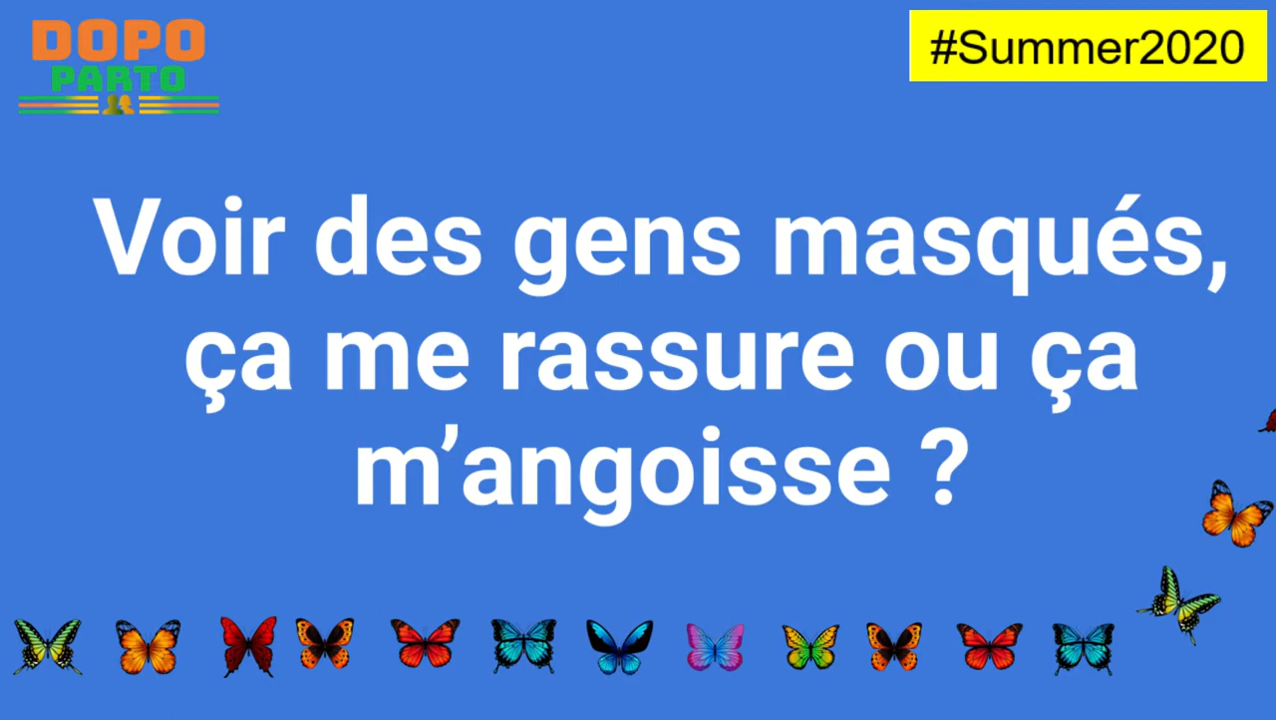 DOPO
PARTO
#Summer2020
Voir des gens masqués,
ça me rassure ou ça
m’angoisse ?